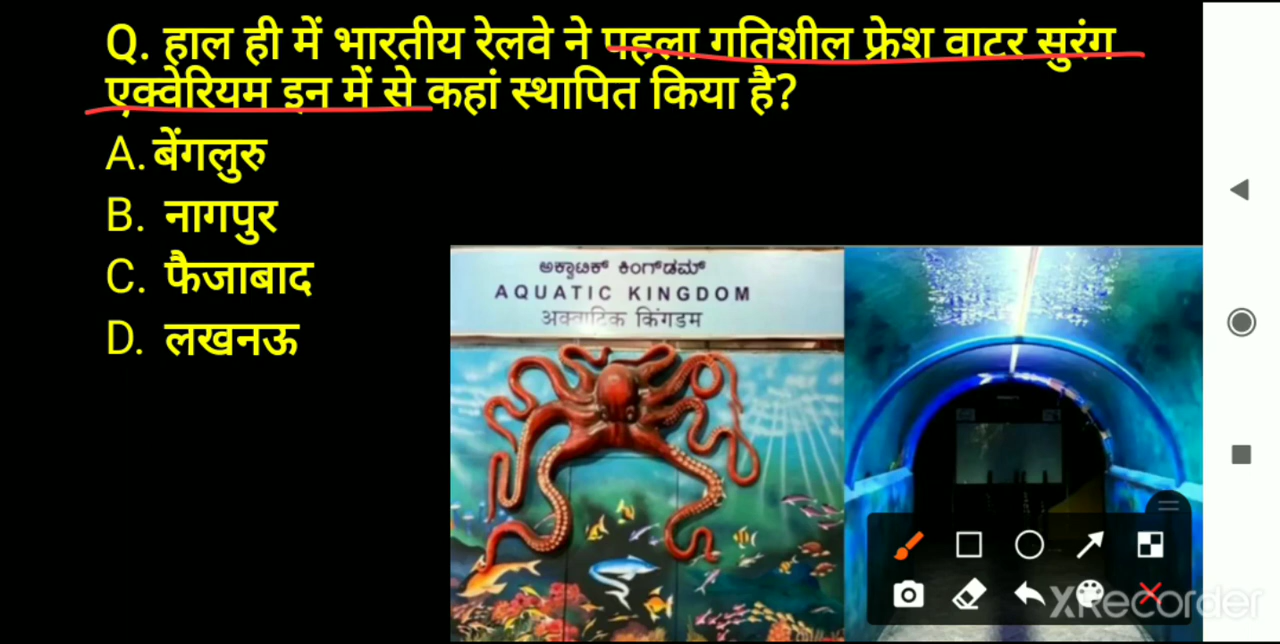 Q. हाल ही में भारतीय रेलवे ने पहला गतिशील फ्रेश वाटर सुरंग
एक्वेरियम इन में से कहां स्थापित किया है?
A. बेंगलुरु
B. नागपुर
C. फैजाबाद
D. लखनऊ
ಅಕ್ವಾಟಿಕ್ ಕಿಂಗ್‌ಡಮ್
AQUATIC KINGDOM
अक्वाटिक किंगडम
XRecorder